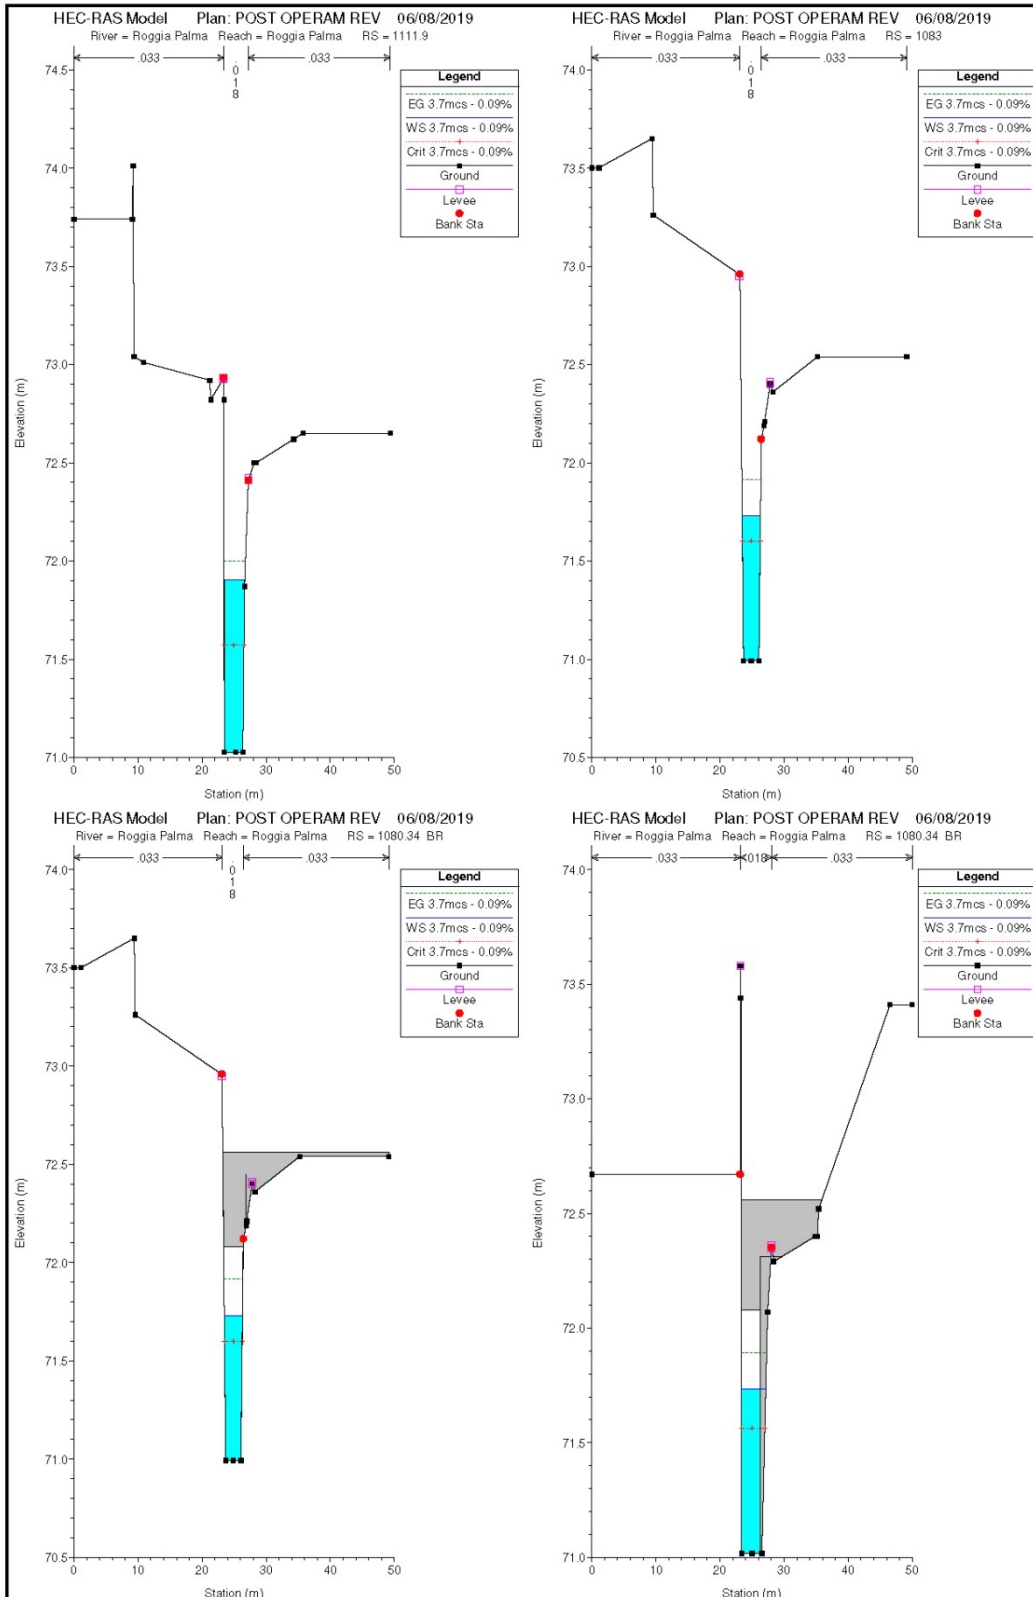 HEC-RAS Model Plan: POST OPERAM REV 06/08/2019
River = Roggia Palma Reach = Roggia Palma RS = 1111.9
.033 .018 .033
Legend
EG 3.7mcs - 0.09%
WS 3.7mcs - 0.09%
Crit 3.7mcs - 0.09%
Ground
Levee
Bank Sta
74.5
74.0
73.5
73.0
72.5
72.0
71.5
71.0
Elevation (m)
0 10 20 30 40 50
Station (m)
HEC-RAS Model Plan: POST OPERAM REV 06/08/2019
River = Roggia Palma Reach = Roggia Palma RS = 1083
.033 .018 .033
Legend
EG 3.7mcs - 0.09%
WS 3.7mcs - 0.09%
Crit 3.7mcs - 0.09%
Ground
Levee
Bank Sta
74.0
73.5
73.0
72.5
72.0
71.5
71.0
70.5
Elevation (m)
0 10 20 30 40 50
Station (m)
HEC-RAS Model Plan: POST OPERAM REV 06/08/2019
River = Roggia Palma Reach = Roggia Palma RS = 1080.34 BR
.033 .018 .033
Legend
EG 3.7mcs - 0.09%
WS 3.7mcs - 0.09%
Crit 3.7mcs - 0.09%
Ground
Levee
Bank Sta
74.0
73.5
73.0
72.5
72.0
71.5
71.0
70.5
Elevation (m)
0 10 20 30 40 50
Station (m)
HEC-RAS Model Plan: POST OPERAM REV 06/08/2019
River = Roggia Palma Reach = Roggia Palma RS = 1080.34 BR
.033 .018 .033
Legend
EG 3.7mcs - 0.09%
WS 3.7mcs - 0.09%
Crit 3.7mcs - 0.09%
Ground
Levee
Bank Sta
74.0
73.5
73.0
72.5
72.0
71.5
71.0
Elevation (m)
0 10 20 30 40 50
Station (m)